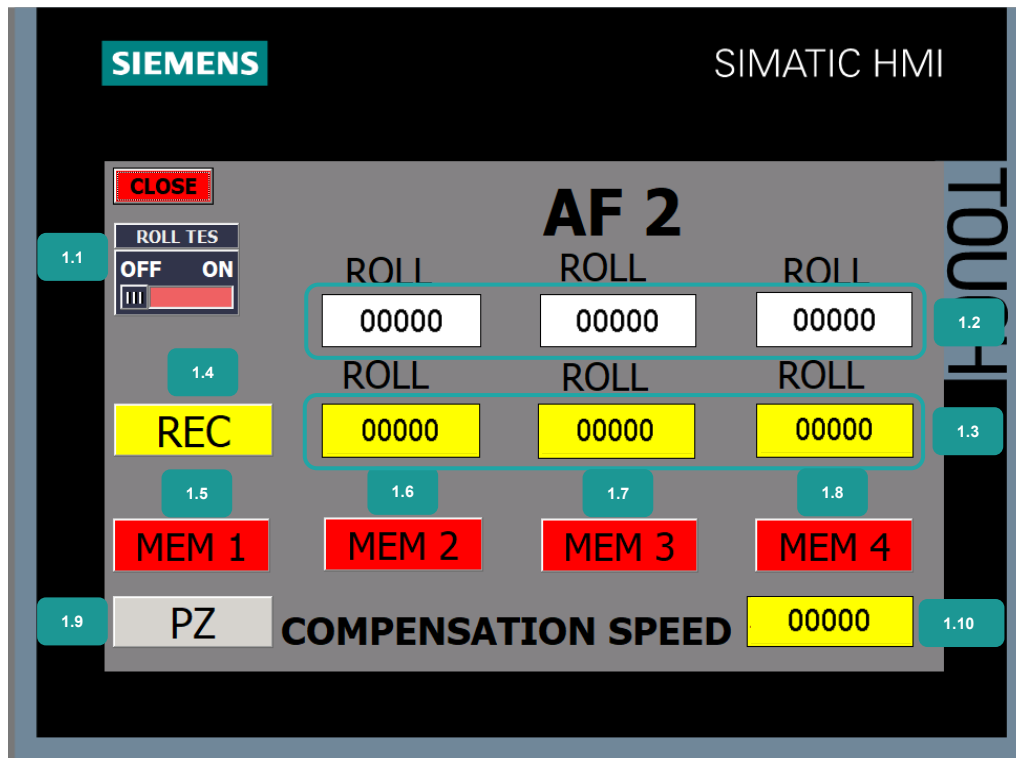 SIEMENS
SIMATIC HMI
TOUCH
CLOSE
AF 2
1.1
ROLL TES
OFF ON
ROLL ROLL ROLL
00000 00000 00000
1.2
1.4
ROLL ROLL ROLL
REC
00000 00000 00000
1.3
1.5 1.6 1.7 1.8
MEM 1 MEM 2 MEM 3 MEM 4
1.9
PZ
COMPENSATION SPEED
00000
1.10